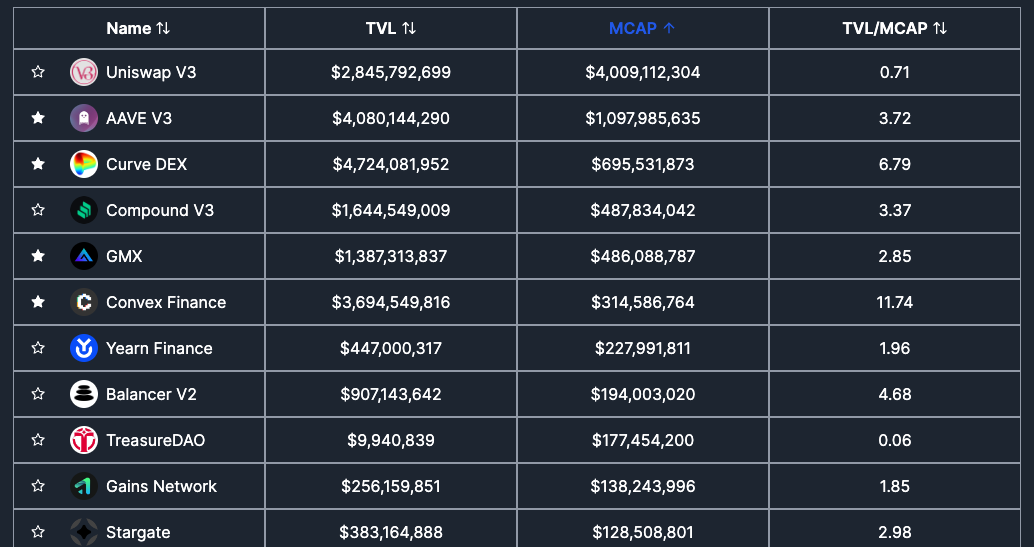 Name ↑↓ TVL ↑↓ MCAP ↑ TVL/MCAP ↑↓
Uniswap V3 $2,845,792,699 $4,009,112,304 0.71
AAVE V3 $4,080,144,290 $1,097,985,635 3.72
Curve DEX $4,724,081,952 $695,531,873 6.79
Compound V3 $1,644,549,009 $487,834,042 3.37
GMX $1,387,313,837 $486,088,787 2.85
Convex Finance $3,694,549,816 $314,586,764 11.74
Yearn Finance $447,000,317 $227,991,811 1.96
Balancer V2 $907,143,642 $194,003,020 4.68
TreasureDAO $9,940,839 $177,454,200 0.06
Gains Network $256,159,851 $138,243,996 1.85
Stargate $383,164,888 $128,508,801 2.98